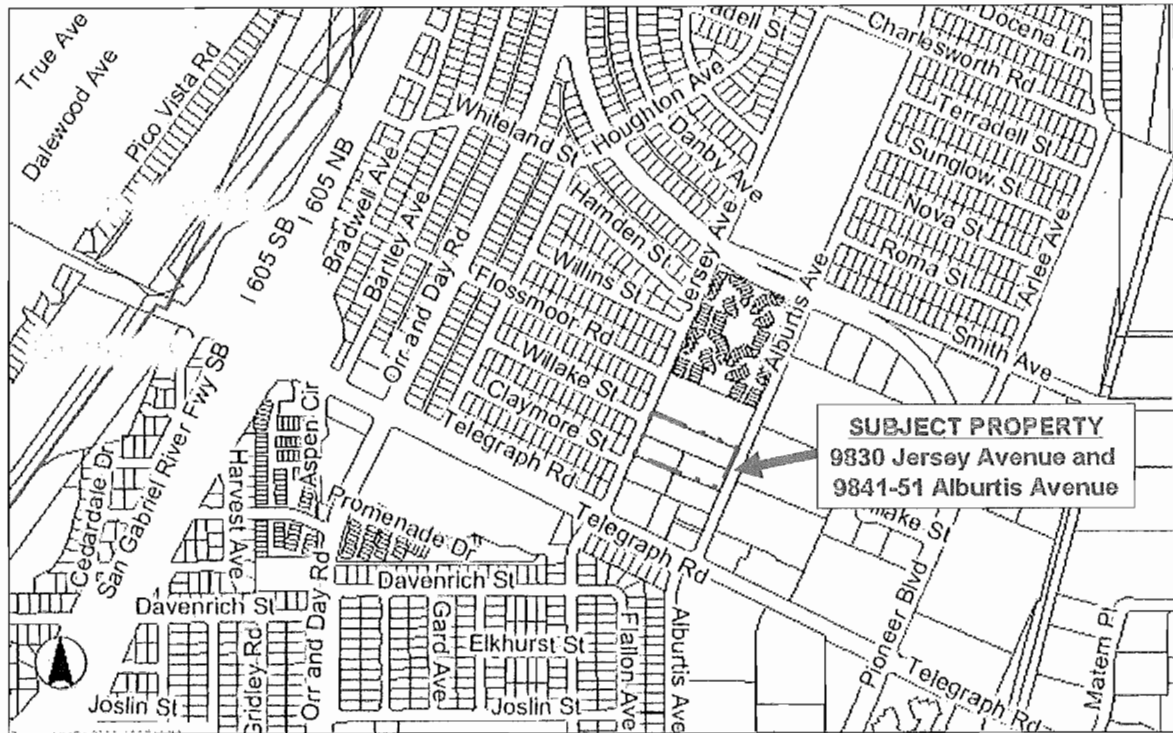 True Ave
Dalewood Ave
Pico Vista Rd
I 605 SB
I 605 NB
Bradwell Ave
Bartley Ave
Orr and Day Rd
Whiteland St
Houghton Ave
Danby Ave
Hamden St
Jersey Ave
Willins St
Flossmoor Rd
Willake St
Claymore St
Telegraph Rd
Docena Ln
Charlesworth Rd
Terradell St
Sunglow St
Nova St
Roma St
Arlee Ave
Alburtis Ave
Smith Ave
SUBJECT PROPERTY
9830 Jersey Avenue and
9841-51 Alburtis Avenue
Cedardale Dr
San Gabriel River Fwy SB
Harvest Ave
Aspen Cir
Promenade Dr
Telegraph Rd
Davenrich St
Davenrich St
Gridley Rd
Orr and Day Rd
Gard Ave
Elkhurst St
Joslin St
Joslin St
Flallon Ave
Alburtis Ave
Pioneer Blvd
Telegraph Rd
Matern Pl